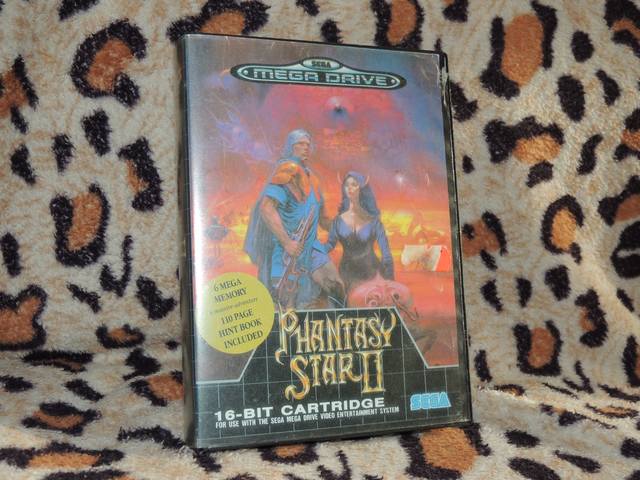 SEGA
MEGA DRIVE
6 MEGA
MEMORY
110 PAGE
HINT BOOK
INCLUDED
PHANTASY
STAR II
16-BIT CARTRIDGE
FOR USE WITH THE SEGA MEGA DRIVE VIDEO ENTERTAINMENT SYSTEM
SEGA